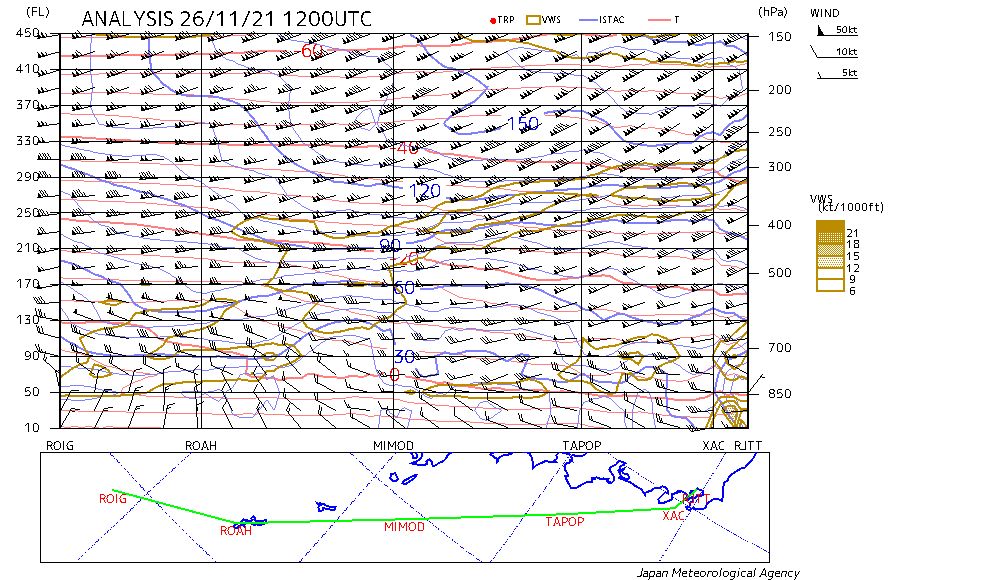 (FL) ANALYSIS 26/11/21 1200UTC TRP VWS ISTAC T (hPa) WIND
450 150 50kt
410 -60 10kt
370 200 5kt
330 150 250
290 -40 300
250 120 400
210 90 -20 500
170 60
130
90 30 700
50 0 850
10
VWS
(kt/1000ft)
21
18
15
12
9
6
ROIG ROAH MIMOD TAPOP XAC RJTT
ROIG ROAH MIMOD TAPOP XAC RJTT
Japan Meteorological Agency